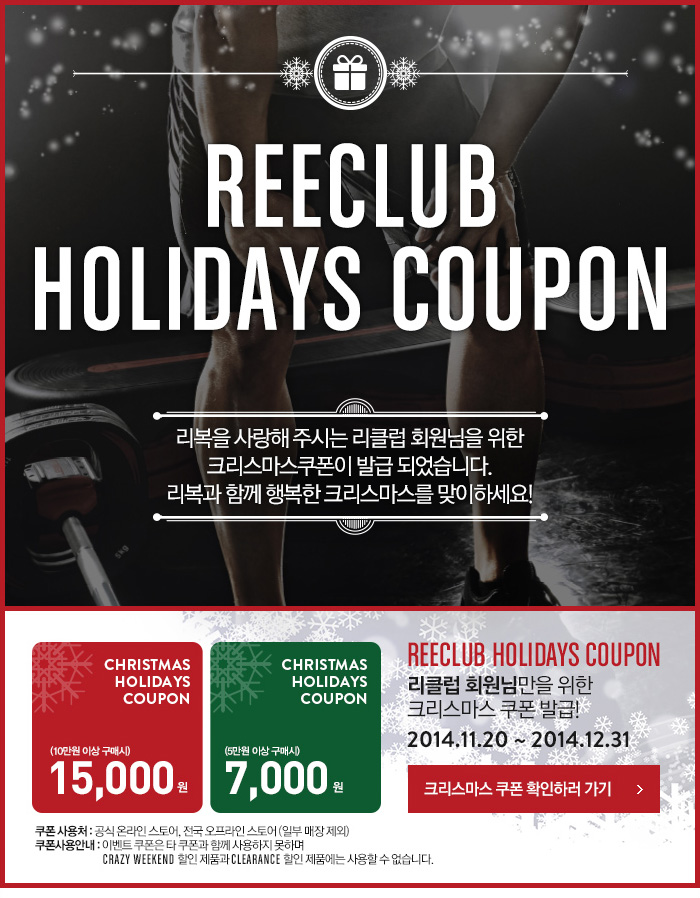 REECLUB
HOLIDAYS COUPON
리복을 사랑해 주시는 리클럽 회원님을 위한
크리스마스쿠폰이 발급 되었습니다.
리복과 함께 행복한 크리스마스를 맞이하세요!
CHRISTMAS
HOLIDAYS
COUPON
(10만원 이상 구매시)
15,000 원
CHRISTMAS
HOLIDAYS
COUPON
(5만원 이상 구매시)
7,000 원
REECLUB HOLIDAYS COUPON
리클럽 회원님만을 위한
크리스마스 쿠폰 발급!
2014.11.20 ~ 2014.12.31
크리스마스 쿠폰 확인하러 가기 >
쿠폰 사용처 : 공식 온라인 스토어, 전국 오프라인 스토어 (일부 매장 제외)
쿠폰사용안내 : 이벤트 쿠폰은 타 쿠폰과 함께 사용하지 못하며
CRAZY WEEKEND 할인 제품과 CLEARANCE 할인 제품에는 사용할 수 없습니다.